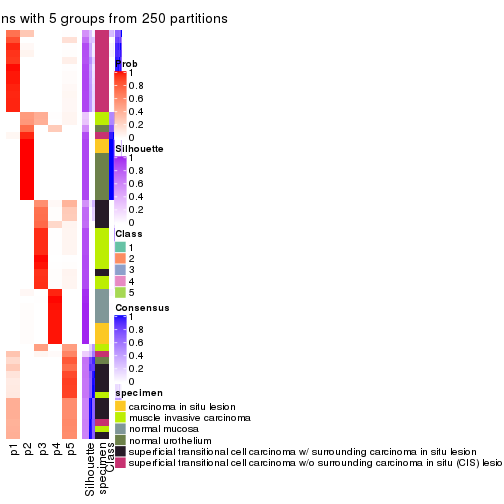 ns with 5 groups from 250 partitions
Prob
1
0.8
0.6
0.4
0.2
0
Silhouette
1
0.8
0.6
0.4
0.2
0
Class
1
2
3
4
5
Consensus
1
0.8
0.6
0.4
0.2
0
specimen
carcinoma in situ lesion
muscle invasive carcinoma
normal mucosa
normal urothelium
superficial transitional cell carcinoma w/ surrounding carcinoma in situ lesion
superficial transitional cell carcinoma w/o surrounding carcinoma in situ (CIS) lesio
p1
p2
p3
p4
p5
Silhouette
specimen
Class